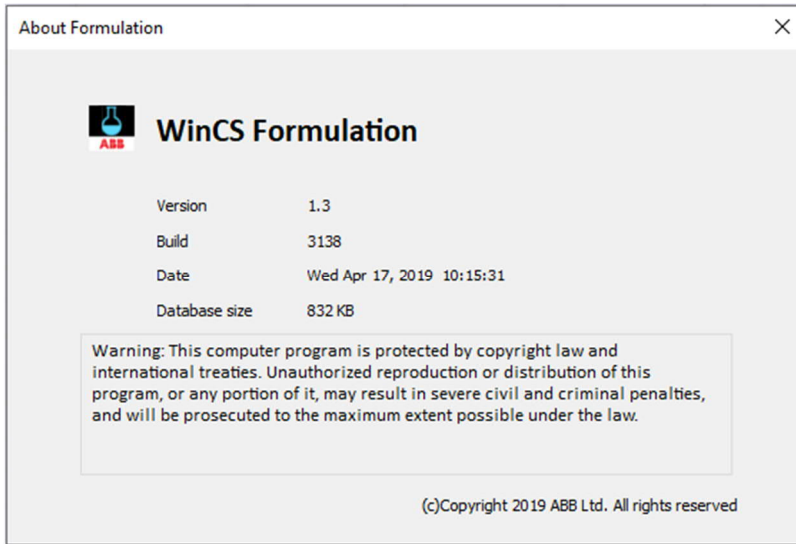 About Formulation
ABB
WinCS Formulation
Version 1.3
Build 3138
Date Wed Apr 17, 2019 10:15:31
Database size 832 KB
Warning: This computer program is protected by copyright law and
international treaties. Unauthorized reproduction or distribution of this
program, or any portion of it, may result in severe civil and criminal penalties,
and will be prosecuted to the maximum extent possible under the law.
(c)Copyright 2019 ABB Ltd. All rights reserved